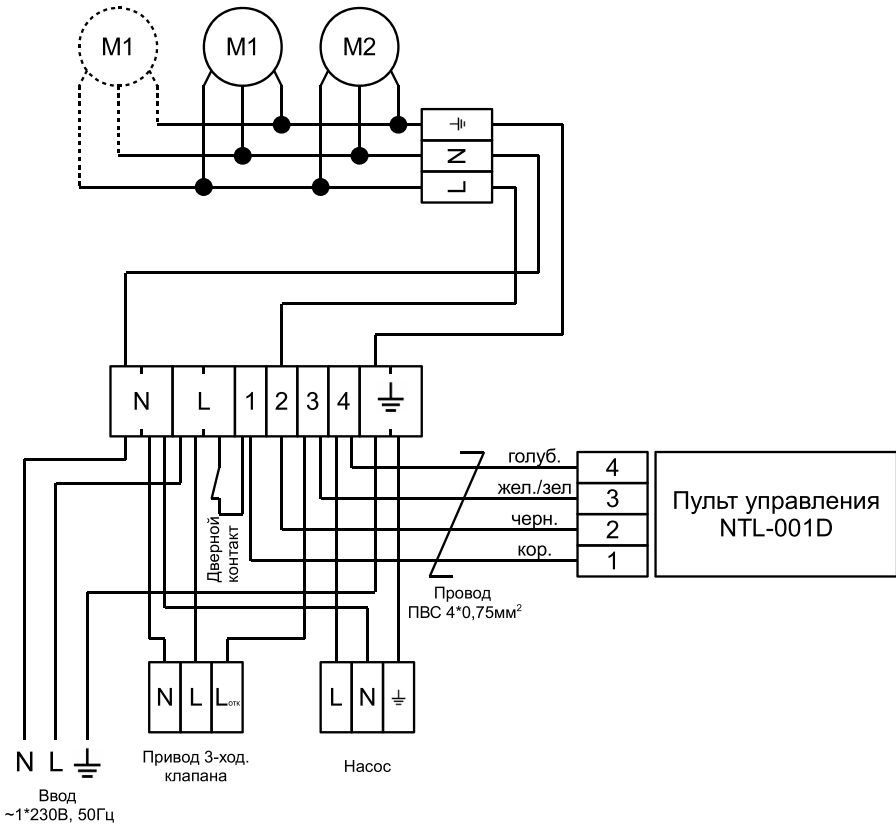 M1
M1
M2
N
L
N
L
1
2
3
4
голуб.
жел./зел
черн.
кор.
4
3
2
1
Пульт управления
NTL-001D
Дверной
контакт
Провод
ПВС 4*0,75мм²
N
L
Lотк
L
N
Привод 3-ход.
клапана
Насос
N
L
Ввод
~1*230В, 50Гц